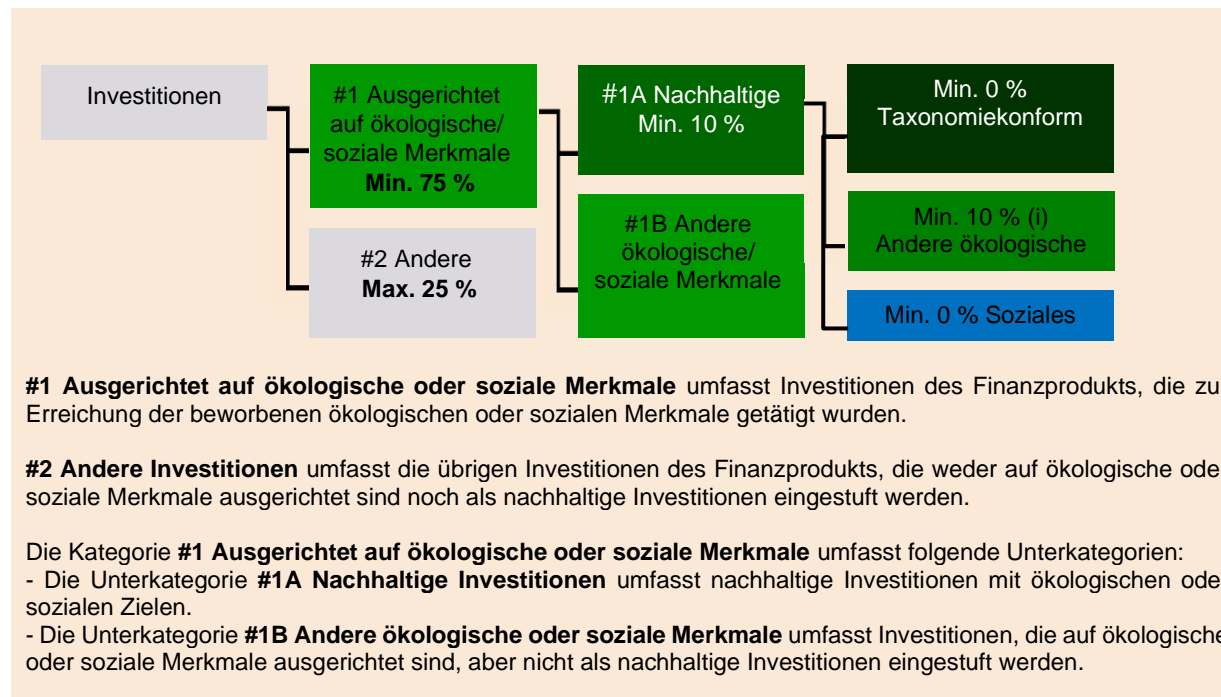 Investitionen
#1 Ausgerichtet
auf ökologische/
soziale Merkmale
Min. 75 %
#2 Andere
Max. 25 %
#1A Nachhaltige
Min. 10 %
#1B Andere
ökologische/
soziale Merkmale
Min. 0 %
Taxonomiekonform
Min. 10 % (i)
Andere ökologische
Min. 0 % Soziales
#1 Ausgerichtet auf ökologische oder soziale Merkmale umfasst Investitionen des Finanzprodukts, die zu
Erreichung der beworbenen ökologischen oder sozialen Merkmale getätigt wurden.
#2 Andere Investitionen umfasst die übrigen Investitionen des Finanzprodukts, die weder auf ökologische ode
soziale Merkmale ausgerichtet sind noch als nachhaltige Investitionen eingestuft werden.
Die Kategorie #1 Ausgerichtet auf ökologische oder soziale Merkmale umfasst folgende Unterkategorien:
- Die Unterkategorie #1A Nachhaltige Investitionen umfasst nachhaltige Investitionen mit ökologischen ode
sozialen Zielen.
- Die Unterkategorie #1B Andere ökologische oder soziale Merkmale umfasst Investitionen, die auf ökologische
oder soziale Merkmale ausgerichtet sind, aber nicht als nachhaltige Investitionen eingestuft werden.